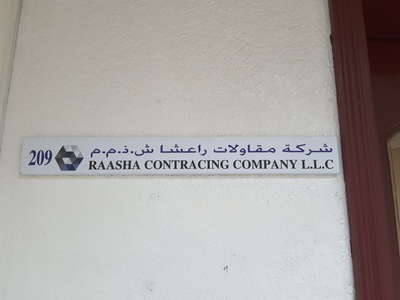 209
شركة مقاولات راعشا ش.ذ.م.م
RAASHA CONTRACING COMPANY L.L.C